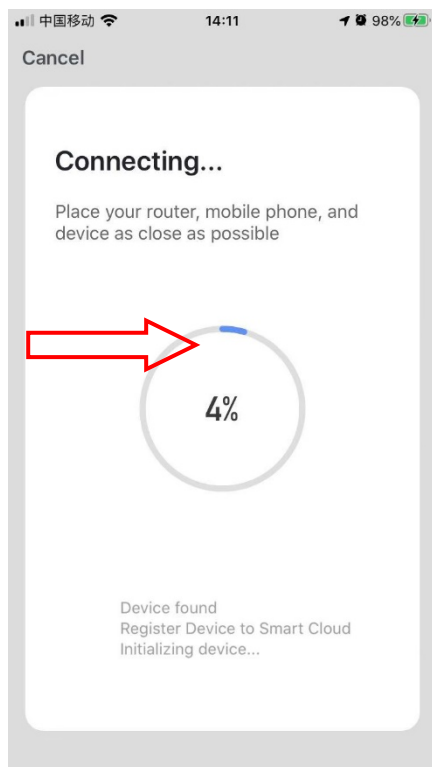 中国移动 14:11 98%
Cancel
Connecting...
Place your router, mobile phone, and
device as close as possible
4%
Device found
Register Device to Smart Cloud
Initializing device...